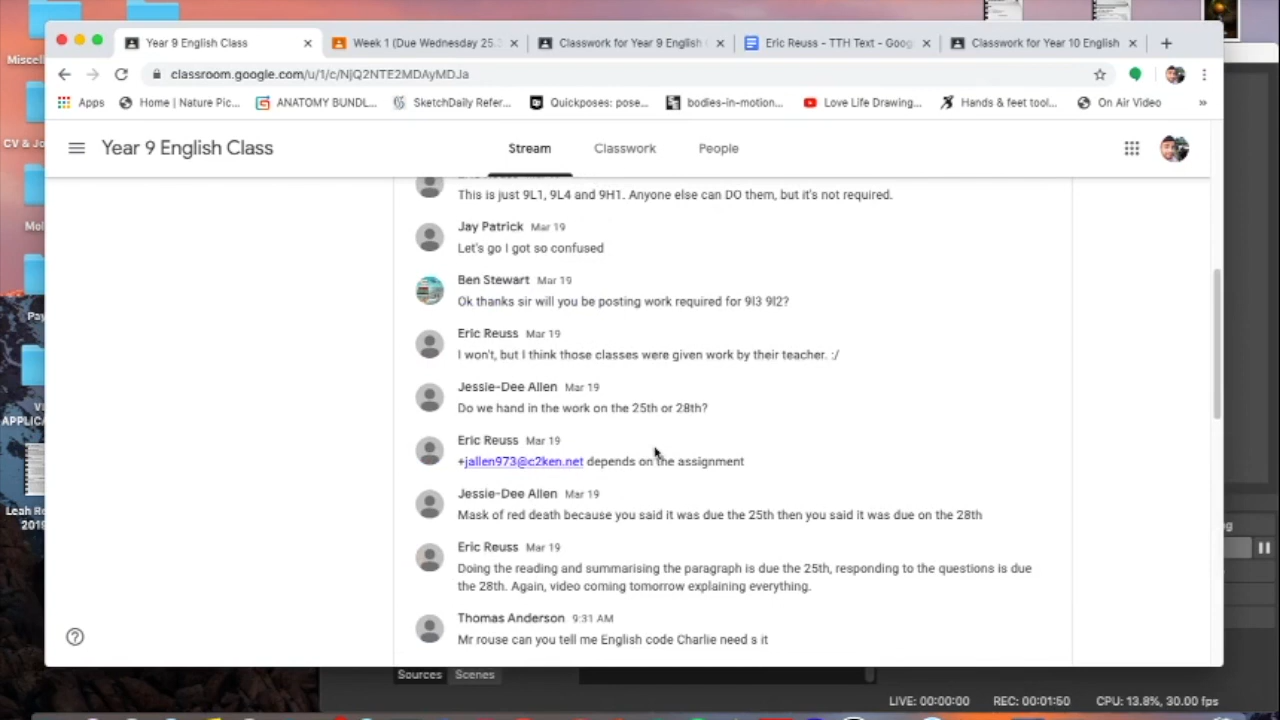 Miscell
Year 9 English Class
Week 1 (Due Wednesday 25.
Classwork for Year 9 English
Eric Reuss - TTH Text - Goog
Classwork for Year 10 English
classroom.google.com/u/1/c/NjQ2NTE2MDAyMDJa
Apps
Home | Nature Pic...
ANATOMY BUNDL...
SketchDaily Refer...
Quickposes: pose...
bodies-in-motion...
Love Life Drawing...
Hands & feet tool...
On Air Video
»
CV & Jo
Year 9 English Class
Stream
Classwork
People
This is just 9L1, 9L4 and 9H1. Anyone else can DO them, but it's not required.
Mol
Jay Patrick Mar 19
Let's go I got so confused
Ben Stewart Mar 19
Ok thanks sir will you be posting work required for 9l3 9l2?
Pay
Eric Reuss Mar 19
I won't, but I think those classes were given work by their teacher. :/
Jessie-Dee Allen Mar 19
Do we hand in the work on the 25th or 28th?
APPLICA
Eric Reuss Mar 19
+jallen973@c2ken.net depends on the assignment
Jessie-Dee Allen Mar 19
Mask of red death because you said it was due the 25th then you said it was due on the 28th
Leah Re
2019
Eric Reuss Mar 19
Doing the reading and summarising the paragraph is due the 25th, responding to the questions is due
the 28th. Again, video coming tomorrow explaining everything.
Thomas Anderson 9:31 AM
Mr rouse can you tell me English code Charlie need s it
Sources
Scenes
LIVE: 00:00:00
REC: 00:01:50
CPU: 13.8%, 30.00 fps